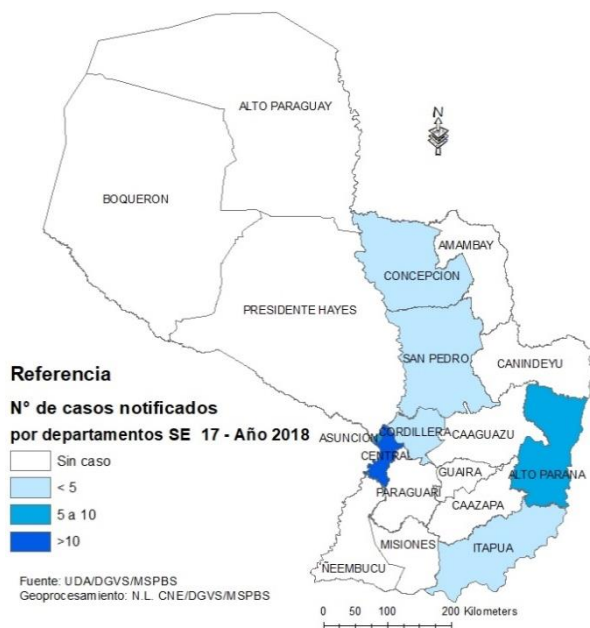 ALTO PARAGUAY
N
BOQUERON
AMAMBAY
CONCEPCION
PRESIDENTE HAYES
SAN PEDRO
CANINDEYU
Referencia
N° de casos notificados
por departamentos SE 17 - Año 2018
Sin caso
< 5
5 a 10
>10
ASUNCION
CORDILLERA
CAAGUAZU
CENTRAL
GUAIRA
ALTO PARANA
PARAGUARI
CAAZAPA
MISIONES
ITAPUA
ÑEEMBUCU
Fuente: UDA/DGVS/MSPBS
Geoprocesamiento: N.L. CNE/DGVS/MSPBS
0 50 100 200 Kilometers